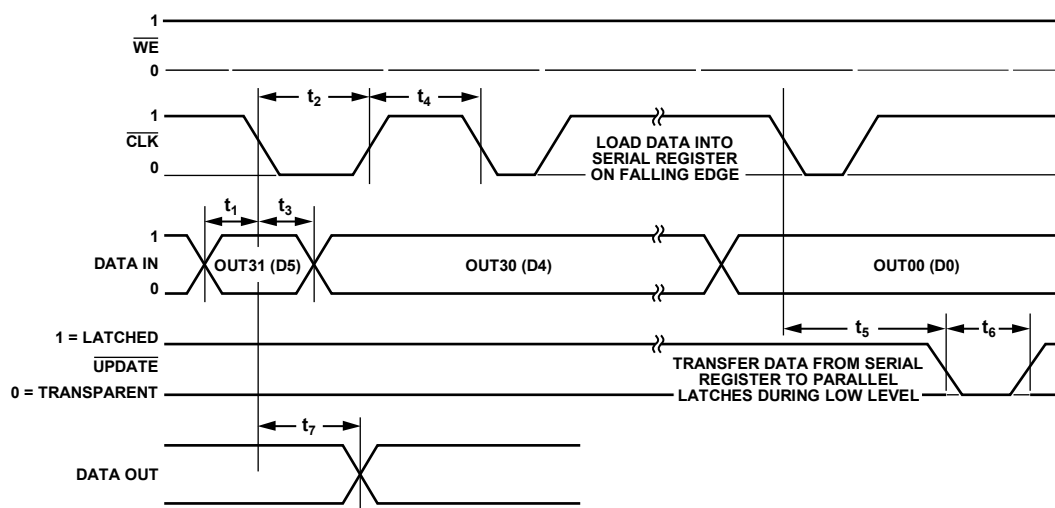 1
WE
0
t2
t4
1
CLK
0
LOAD DATA INTO
SERIAL REGISTER
ON FALLING EDGE
t1
t3
1
DATA IN
0
OUT31 (D5)
OUT30 (D4)
OUT00 (D0)
t5
t6
1 = LATCHED
UPDATE
0 = TRANSPARENT
TRANSFER DATA FROM SERIAL
REGISTER TO PARALLEL
LATCHES DURING LOW LEVEL
t7
DATA OUT